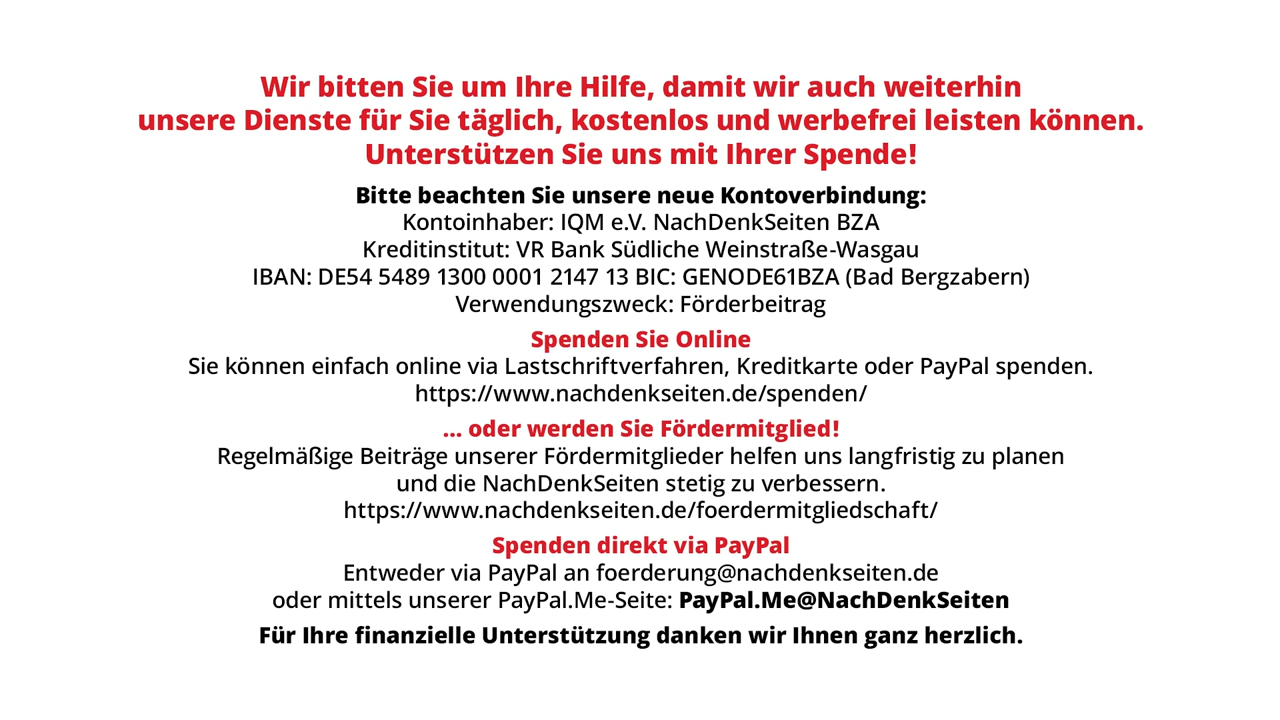 Wir bitten Sie um Ihre Hilfe, damit wir auch weiterhin
unsere Dienste für Sie täglich, kostenlos und werbefrei leisten können.
Unterstützen Sie uns mit Ihrer Spende!
Bitte beachten Sie unsere neue Kontoverbindung:
Kontoinhaber: IQM e.V. NachDenkSeiten BZA
Kreditinstitut: VR Bank Südliche Weinstraße-Wasgau
IBAN: DE54 5489 1300 0001 2147 13 BIC: GENODE61BZA (Bad Bergzabern)
Verwendungszweck: Förderbeitrag
Spenden Sie Online
Sie können einfach online via Lastschriftverfahren, Kreditkarte oder PayPal spenden.
https://www.nachdenkseiten.de/spenden/
... oder werden Sie Fördermitglied!
Regelmäßige Beiträge unserer Fördermitglieder helfen uns langfristig zu planen
und die NachDenkSeiten stetig zu verbessern.
https://www.nachdenkseiten.de/foerdermitgliedschaft/
Spenden direkt via PayPal
Entweder via PayPal an foerderung@nachdenkseiten.de
oder mittels unserer PayPal.Me-Seite: PayPal.Me@NachDenkSeiten
Für Ihre finanzielle Unterstützung danken wir Ihnen ganz herzlich.